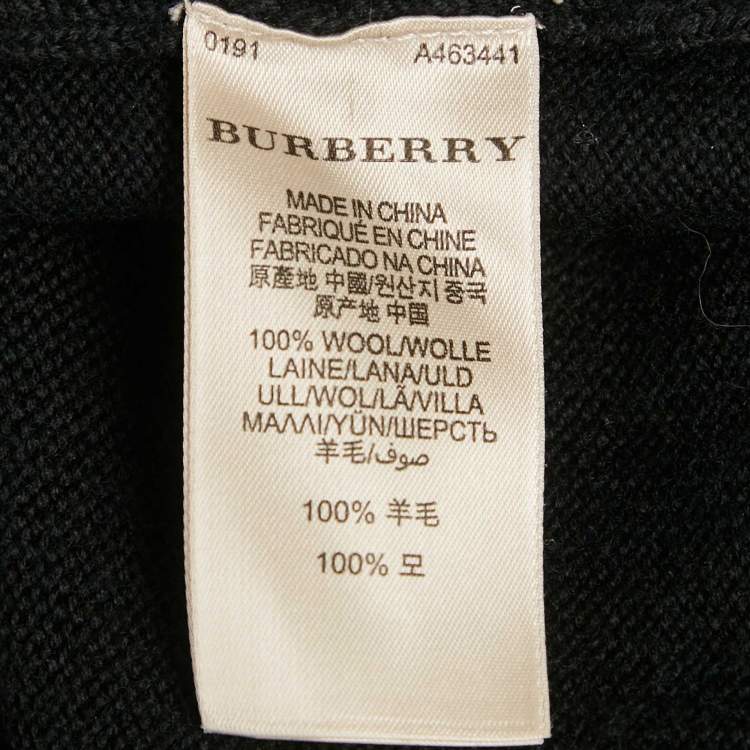 0191 A463441
BURBERRY
MADE IN CHINA
FABRIQUÉ EN CHINE
FABRICADO NA CHINA
原產地 中國/원산지 중국
原产地 中国
100% WOOL/WOLLE
LAINE/LANA/ULD
ULL/WOL/LÃ/VILLA
ΜΑΛΛΙ/YÜN/ШЕРСТЬ
羊毛/صوف
100% 羊毛
100% 모